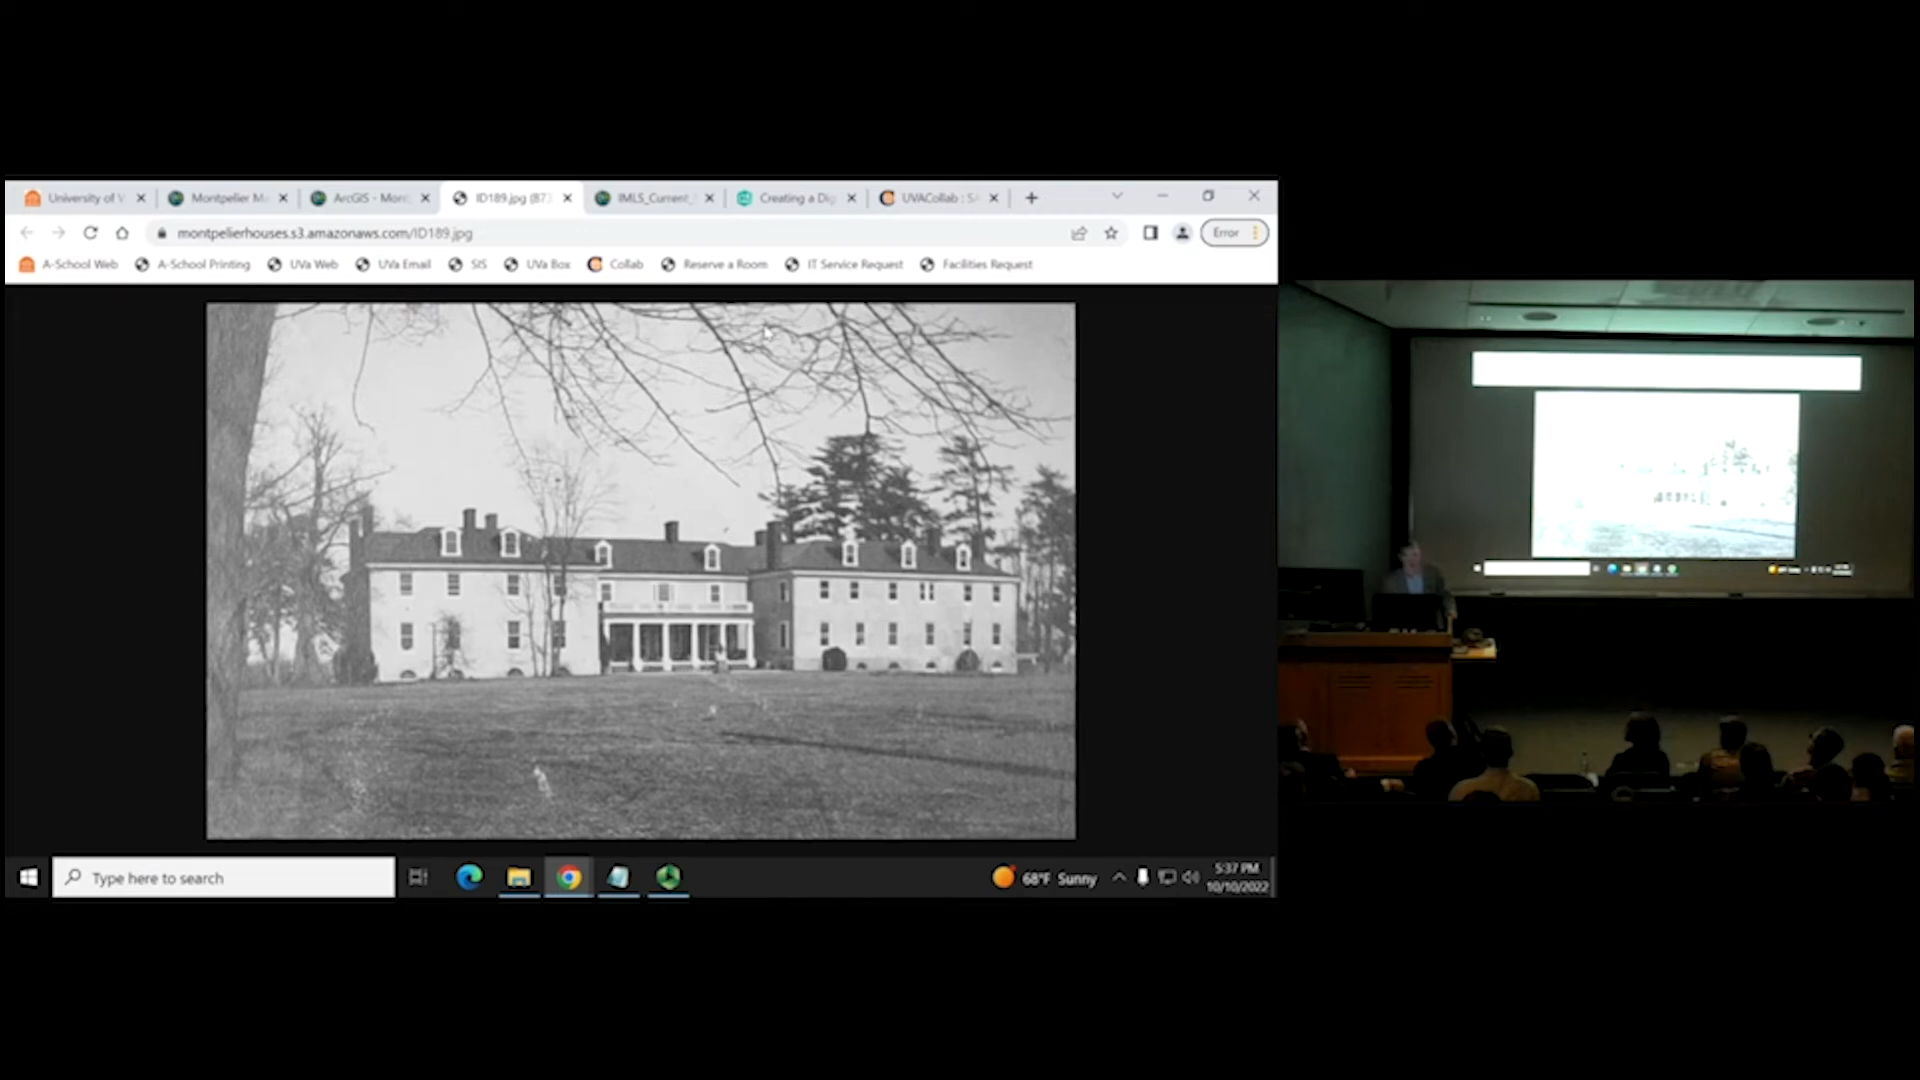 University of V Montpelier M ArcGIS - Mont ID189.jpg (873 IMLS_Current_ Creating a Dig UVACollab : S
montpelierhouses.s3.amazonaws.com/ID189.jpg Error
A-School Web A-School Printing UVa Web UVa Email SIS UVa Box Collab Reserve a Room IT Service Request Facilities Request
Type here to search 68°F Sunny 5:37 PM
10/10/2022